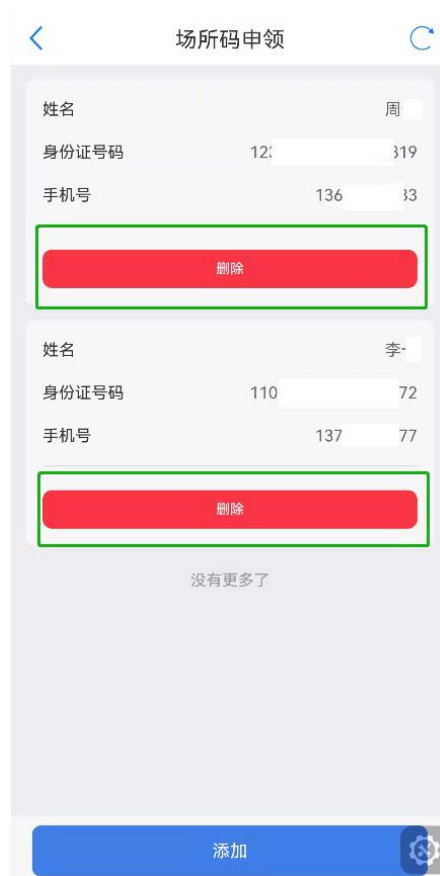 场所码申领
姓名 周
身份证号码 12 319
手机号 136 33
删除
姓名 李
身份证号码 110 72
手机号 137 77
删除
没有更多了
添加